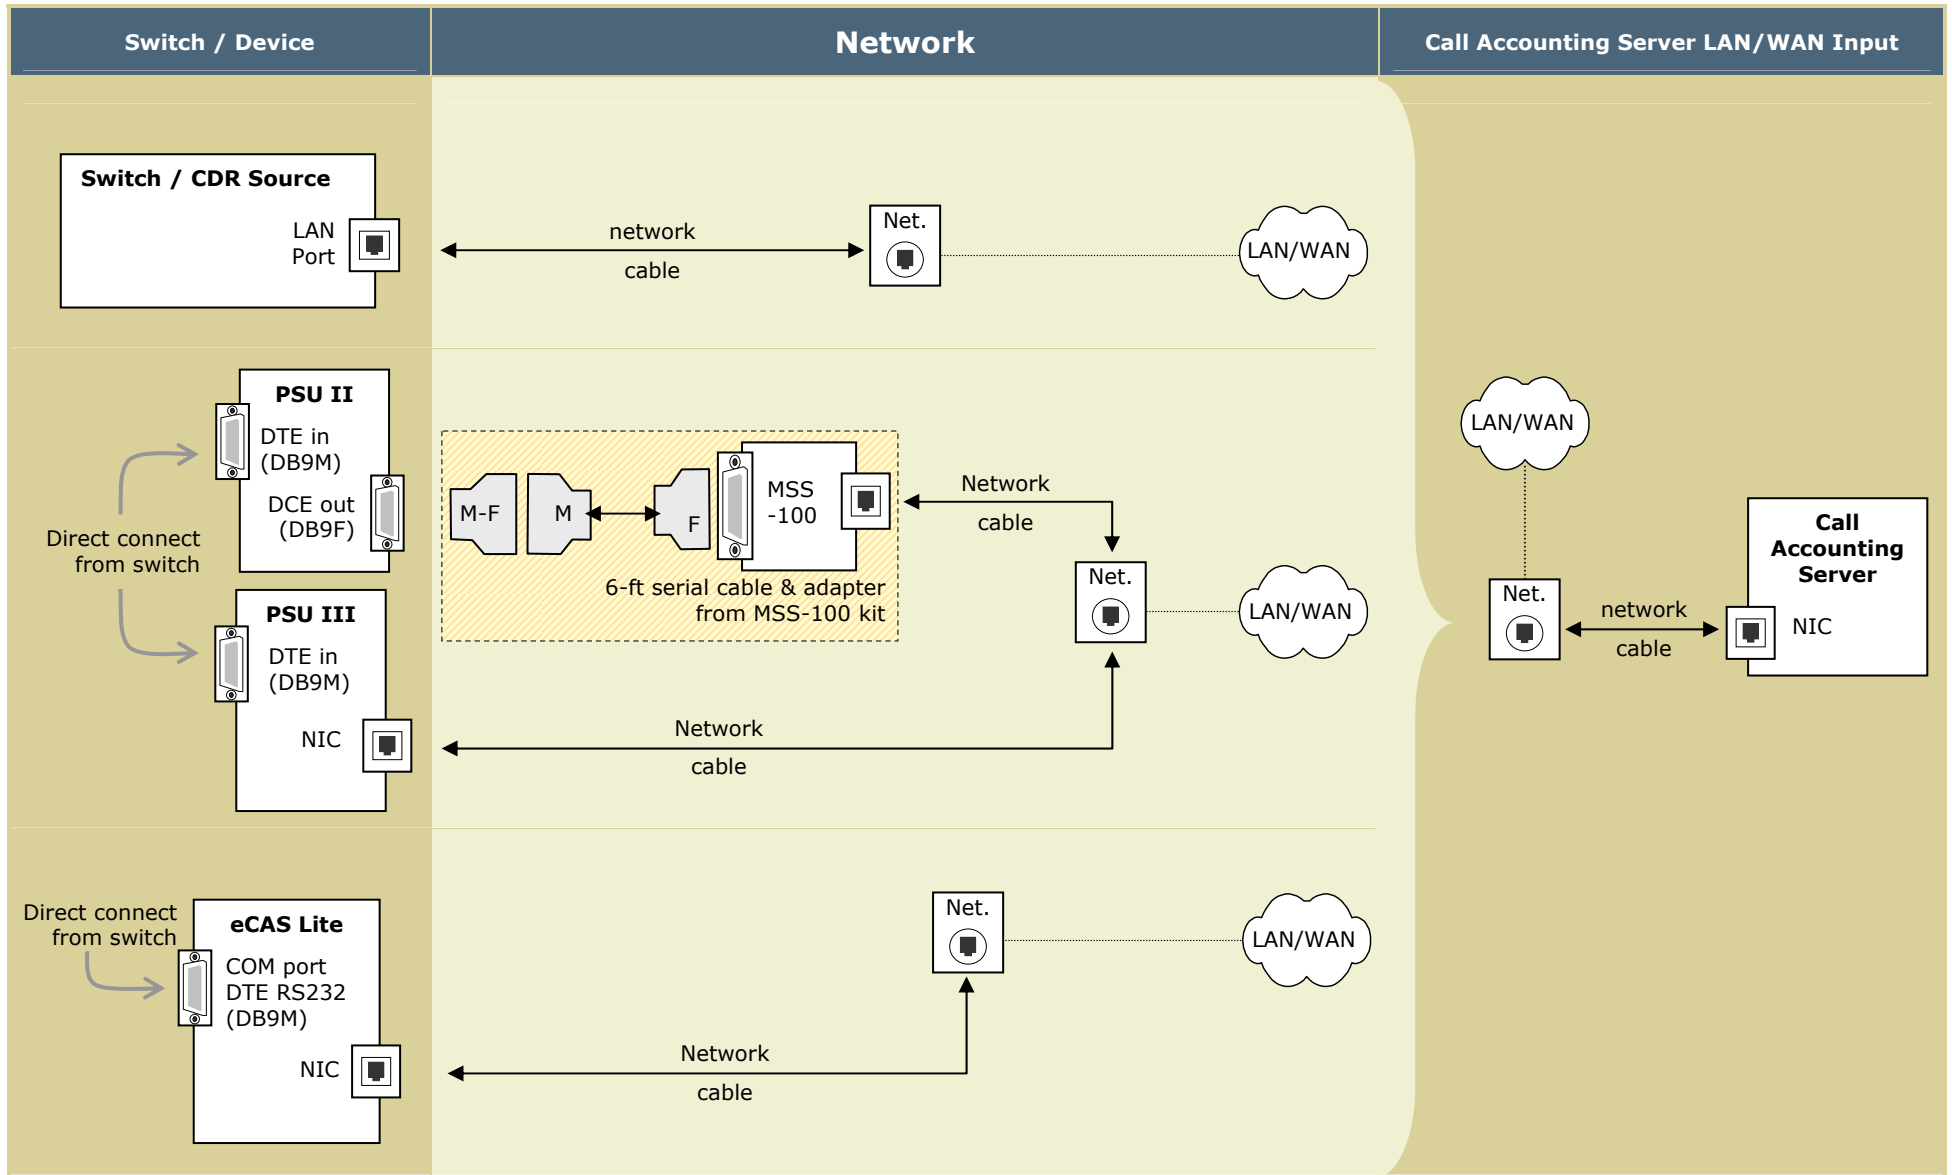 Switch / Device
Network
Call Accounting Server LAN/WAN Input
Switch / CDR Source
LAN
Port
network
cable
Net.
LAN/WAN
PSU II
DTE in
(DB9M)
DCE out
(DB9F)
Direct connect
from switch
PSU III
DTE in
(DB9M)
NIC
M-F
M
F
MSS
-100
6-ft serial cable & adapter
from MSS-100 kit
Network
cable
Net.
LAN/WAN
Network
cable
Direct connect
from switch
eCAS Lite
COM port
DTE RS232
(DB9M)
NIC
Network
cable
Net.
LAN/WAN
LAN/WAN
Net.
network
cable
Call
Accounting
Server
NIC